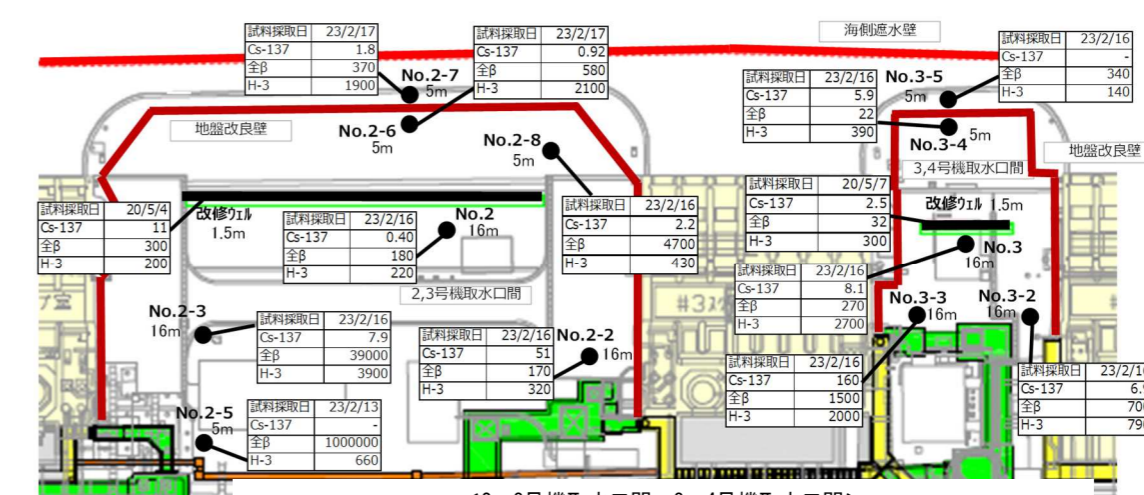 海側遮水壁
試料採取日 23/2/17
Cs-137 1.8
全β 370
H-3 1900
No.2-7
5m
試料採取日 23/2/17
Cs-137 0.92
全β 580
H-3 2100
No.2-6
5m
地盤改良壁
No.2-8
5m
試料採取日 23/2/16
Cs-137 2.2
全β 4700
H-3 430
試料採取日 20/5/4
Cs-137 11
全β 300
H-3 200
改修ウェル
1.5m
試料採取日 23/2/16
Cs-137 0.40
全β 180
H-3 220
No.2
16m
2,3号機取水口間
No.2-3
16m
試料採取日 23/2/16
Cs-137 7.9
全β 39000
H-3 3900
試料採取日 23/2/16
Cs-137 51
全β 170
H-3 320
No.2-2
16m
No.2-5
5m
試料採取日 23/2/13
Cs-137 -
全β 1000000
H-3 660
試料採取日 23/2/16
Cs-137 -
全β 340
H-3 140
No.3-5
5m
試料採取日 23/2/16
Cs-137 5.9
全β 22
H-3 390
No.3-4
5m
地盤改良壁
3,4号機取水口間
試料採取日 20/5/7
Cs-137 2.5
全β 32
H-3 300
改修ウェル 1.5m
No.3
16m
試料採取日 23/2/16
Cs-137 8.1
全β 270
H-3 2700
No.3-3
16m
試料採取日 23/2/16
Cs-137 160
全β 1500
H-3 2000
No.3-2
16m
試料採取日
Cs-137
全β
H-3